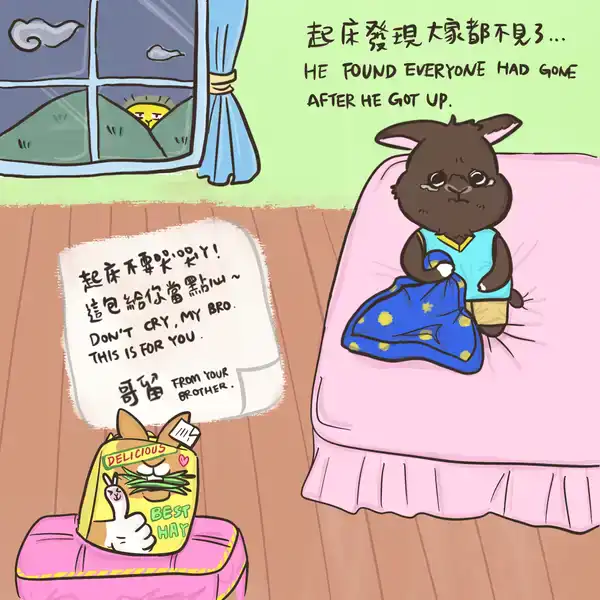 起床發現大家都不見了...
HE FOUND EVERYONE HAD GONE
AFTER HE GOT UP.
起床不要哭哭ㄚ!
這包給你當點心~
DON'T CRY, MY BRO.
THIS IS FOR YOU.
哥留 FROM YOUR
BROTHER.
DELICIOUS
BEST
HAY